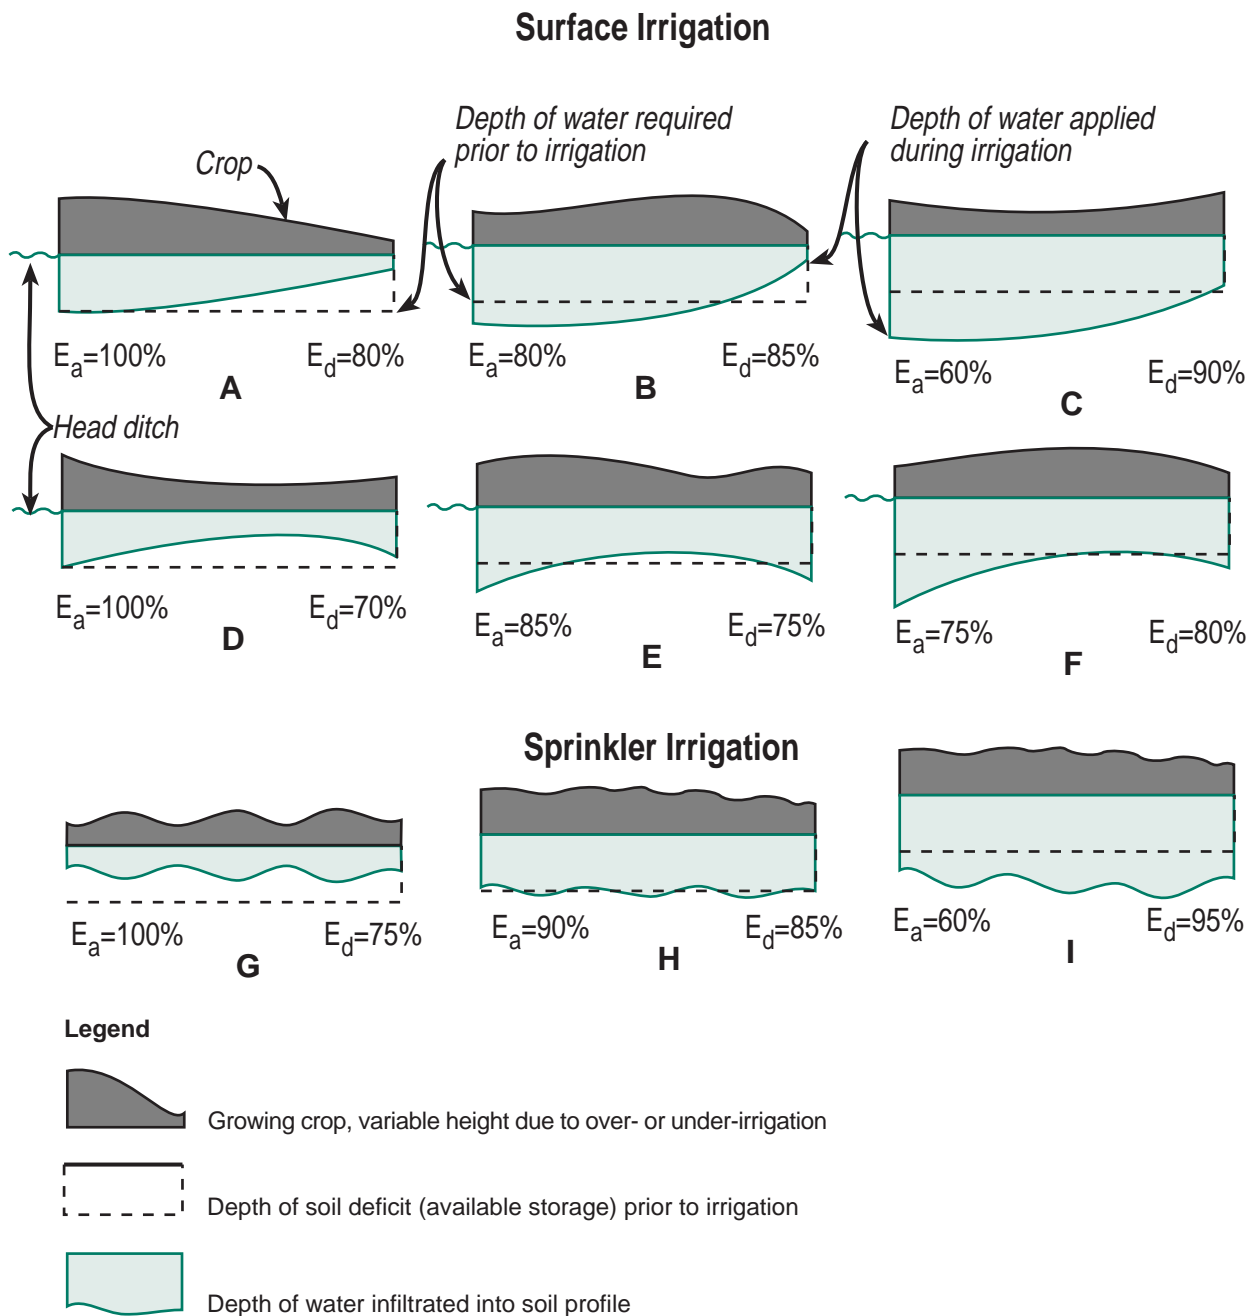 Surface Irrigation
Crop
Depth of water required
prior to irrigation
Depth of water applied
during irrigation
Ea=100% Ed=80%
A
Ea=80% Ed=85%
B
Ea=60% Ed=90%
C
Head ditch
Ea=100% Ed=70%
D
Ea=85% Ed=75%
E
Ea=75% Ed=80%
F
Sprinkler Irrigation
Ea=100% Ed=75%
G
Ea=90% Ed=85%
H
Ea=60% Ed=95%
I
Legend
Growing crop, variable height due to over- or under-irrigation
Depth of soil deficit (available storage) prior to irrigation
Depth of water infiltrated into soil profile